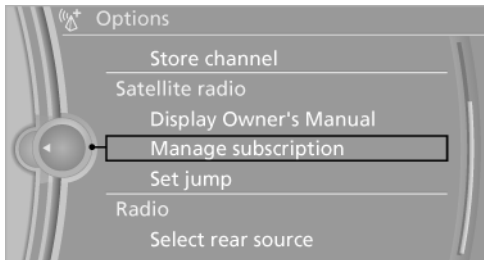 Options
Store channel
Satellite radio
Display Owner's Manual
Manage subscription
Set jump
Radio
Select rear source